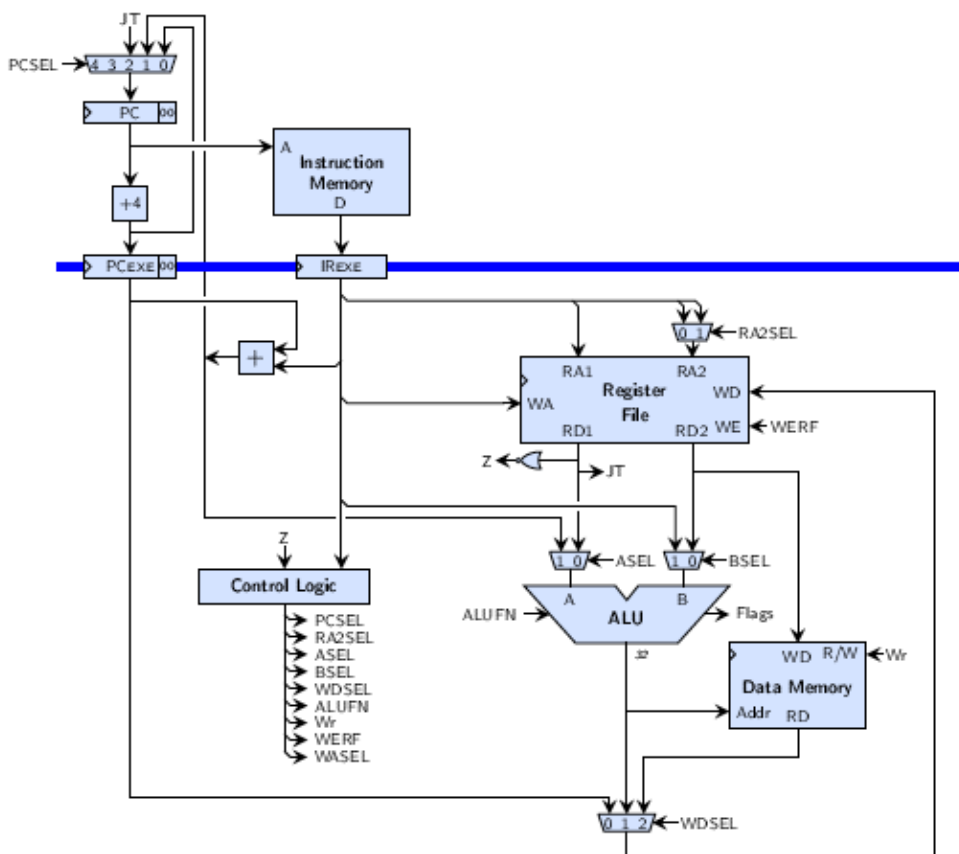 JT
PCSEL
4 3 2 1 0
PC 00
A
Instruction
Memory
D
+4
PCEXE 00
IREXE
0 1
RA2SEL
+
RA1
RA2
WA
Register
File
WD
RD1
RD2
WE
WERF
Z
JT
Z
1 0
ASEL
1 0
BSEL
Control Logic
A
B
ALUFN
ALU
Flags
32
PCSEL
RA2SEL
ASEL
BSEL
WDSEL
ALUFN
Wr
WERF
WASEL
WD
R/W
Wr
Data Memory
Addr
RD
0 1 2
WDSEL